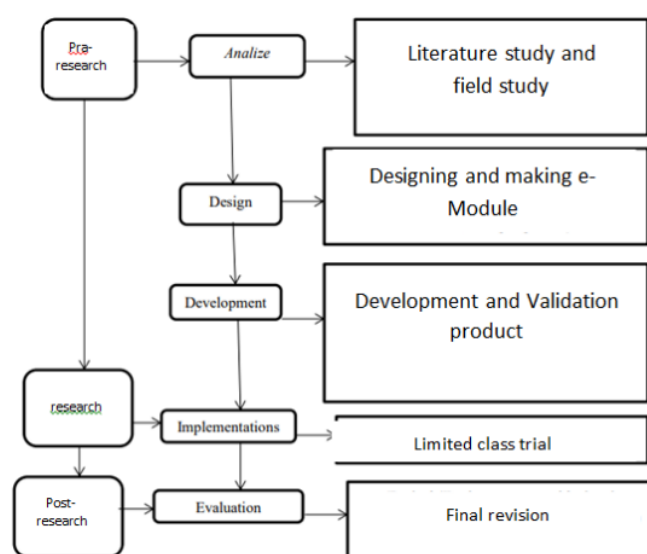 Pra-
research
Analize
Literature study and
field study
Design
Designing and making e-
Module
Development
Development and Validation
product
research
Implementations
Limited class trial
Post-
research
Evaluation
Final revision